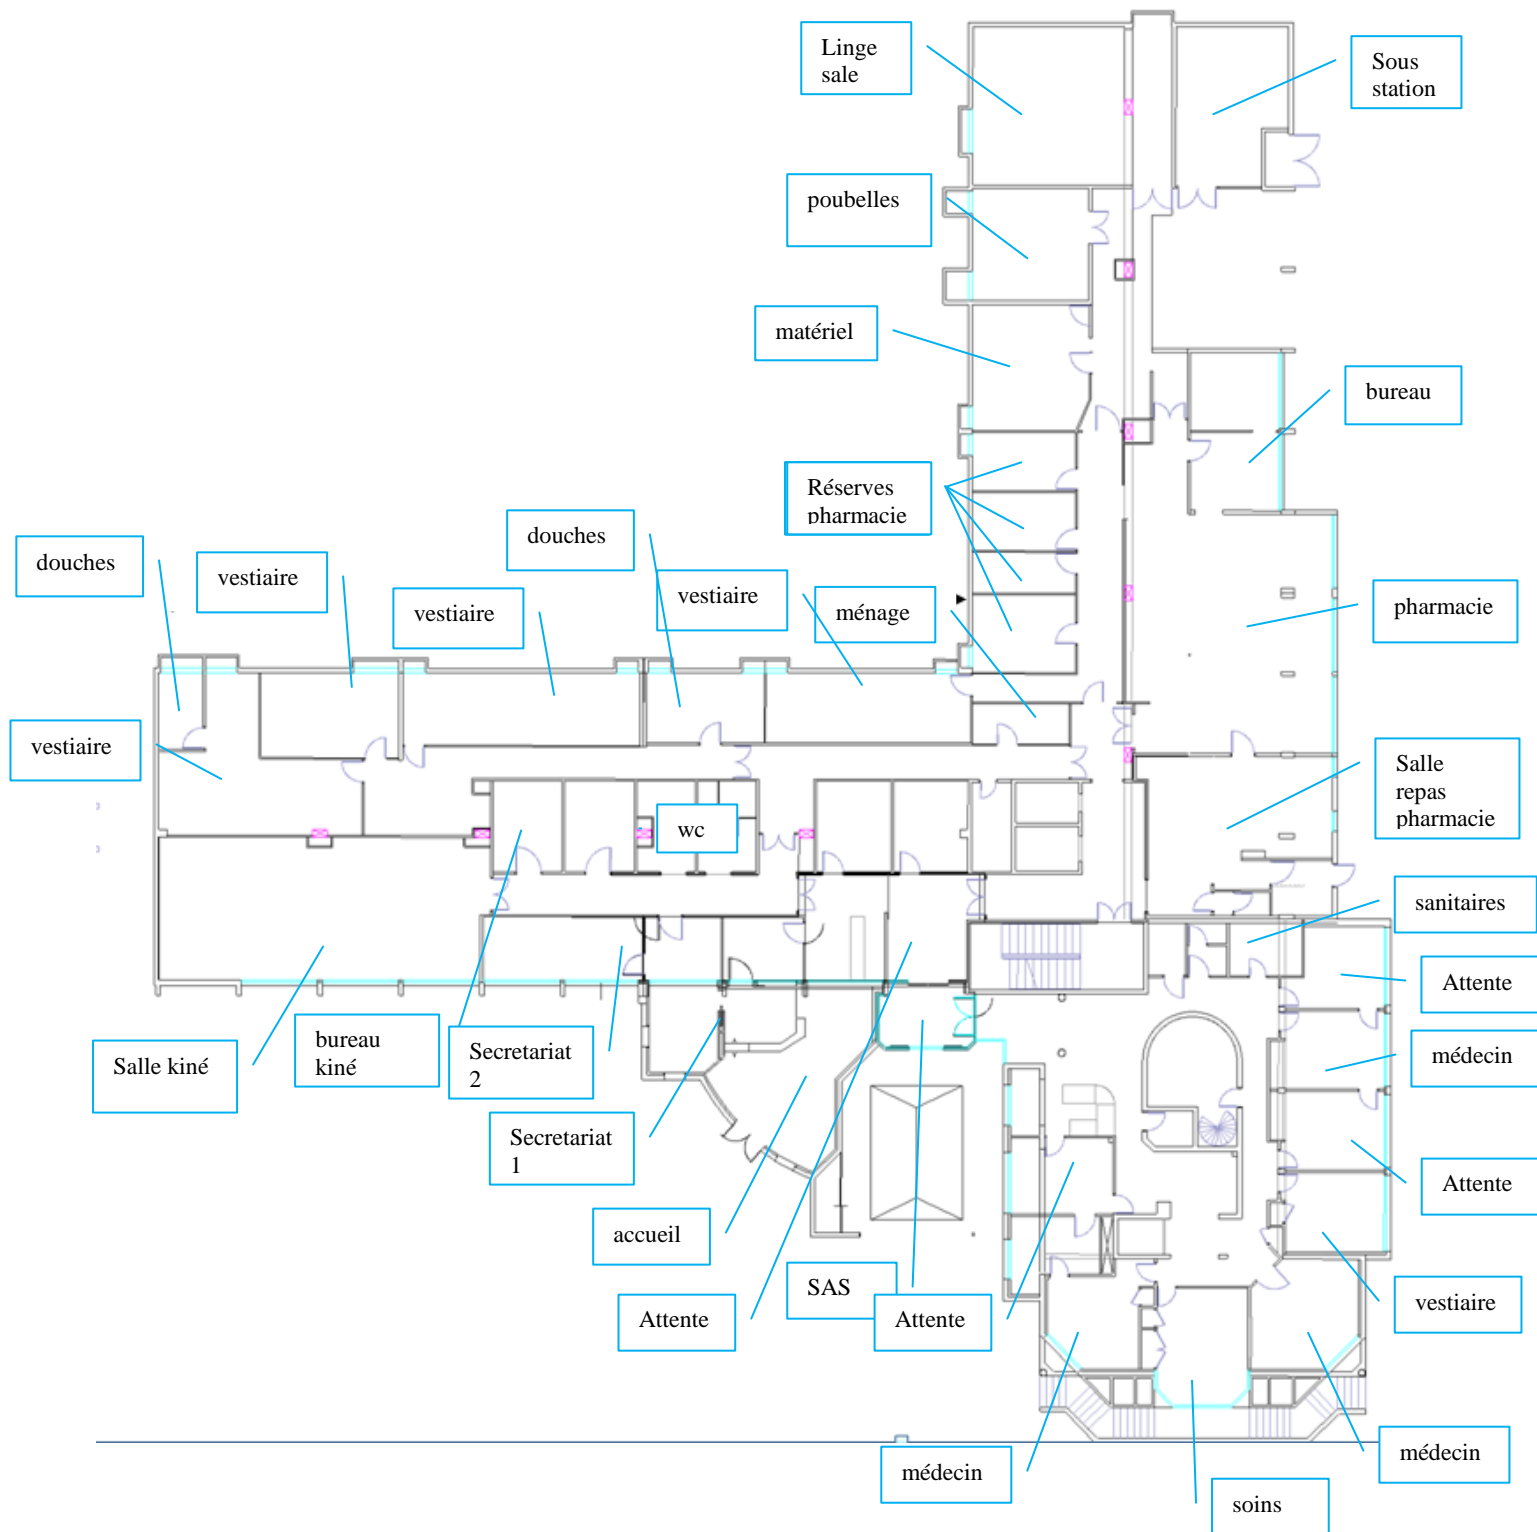 Linge
sale
Sous
station
poubelles
matériel
bureau
Réserves
pharmacie
douches
douches
vestiaire
vestiaire
vestiaire
ménage
pharmacie
vestiaire
Salle
repas
pharmacie
wc
sanitaires
Attente
Salle kiné
bureau
kiné
Secretariat
2
médecin
Secretariat
1
Attente
accueil
SAS
Attente
Attente
vestiaire
médecin
médecin
soins